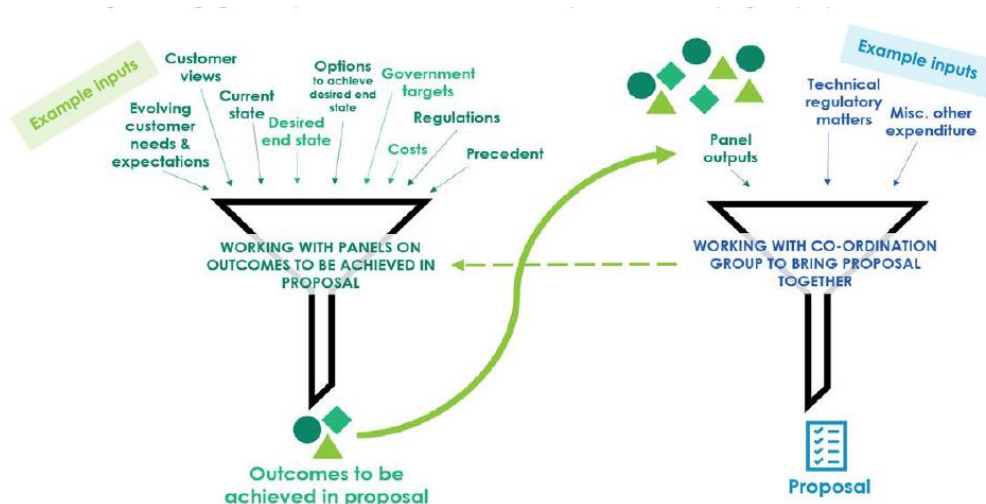 Example inputs
Customer
views
Evolving
customer
needs &
expectations
Current
state
Desired
end state
Options
to achieve
desired end
state
Government
targets
Costs
Regulations
Precedent
WORKING WITH PANELS ON
OUTCOMES TO BE ACHIEVED IN
PROPOSAL
Outcomes to be
achieved in proposal
Example inputs
Panel
outputs
Technical
regulatory
matters
Misc. other
expenditure
WORKING WITH CO-ORDINATION
GROUP TO BRING PROPOSAL
TOGETHER
Proposal